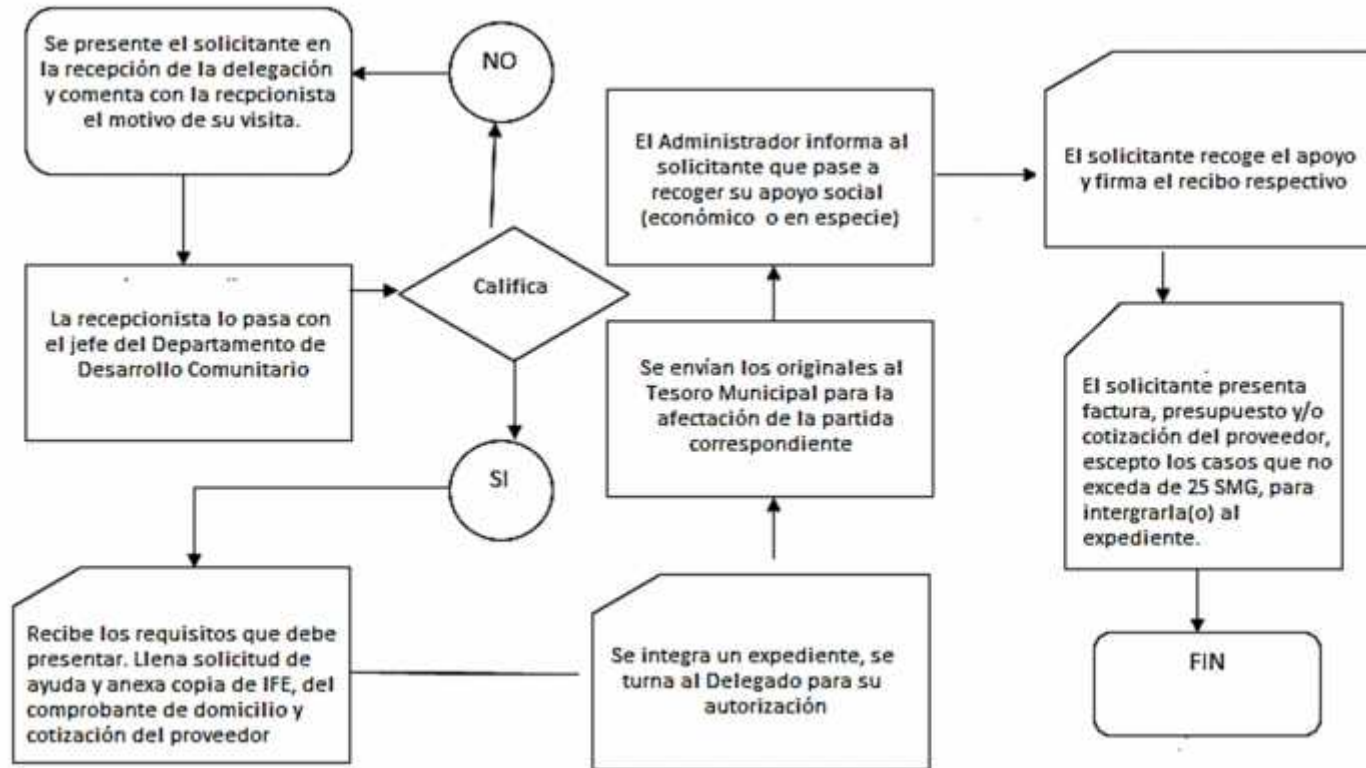 Se presente el solicitante en
la recepción de la delegación
y comenta con la recpcionista
el motivo de su visita.
NO
La recepcionista lo pasa con
el jefe del Departamento de
Desarrollo Comunitario
Califica
SI
Recibe los requisitos que debe
presentar. Llena solicitud de
ayuda y anexa copia de IFE, del
comprobante de domicilio y
cotización del proveedor
Se integra un expediente, se
turna al Delegado para su
autorización
Se envían los originales al
Tesoro Municipal para la
afectación de la partida
correspondiente
El Administrador informa al
solicitante que pase a
recoger su apoyo social
(económico o en especie)
El solicitante recoge el apoyo
y firma el recibo respectivo
El solicitante presenta
factura, presupuesto y/o
cotización del proveedor,
escepto los casos que no
exceda de 25 SMG, para
intergrarla(o) al
expediente.
FIN